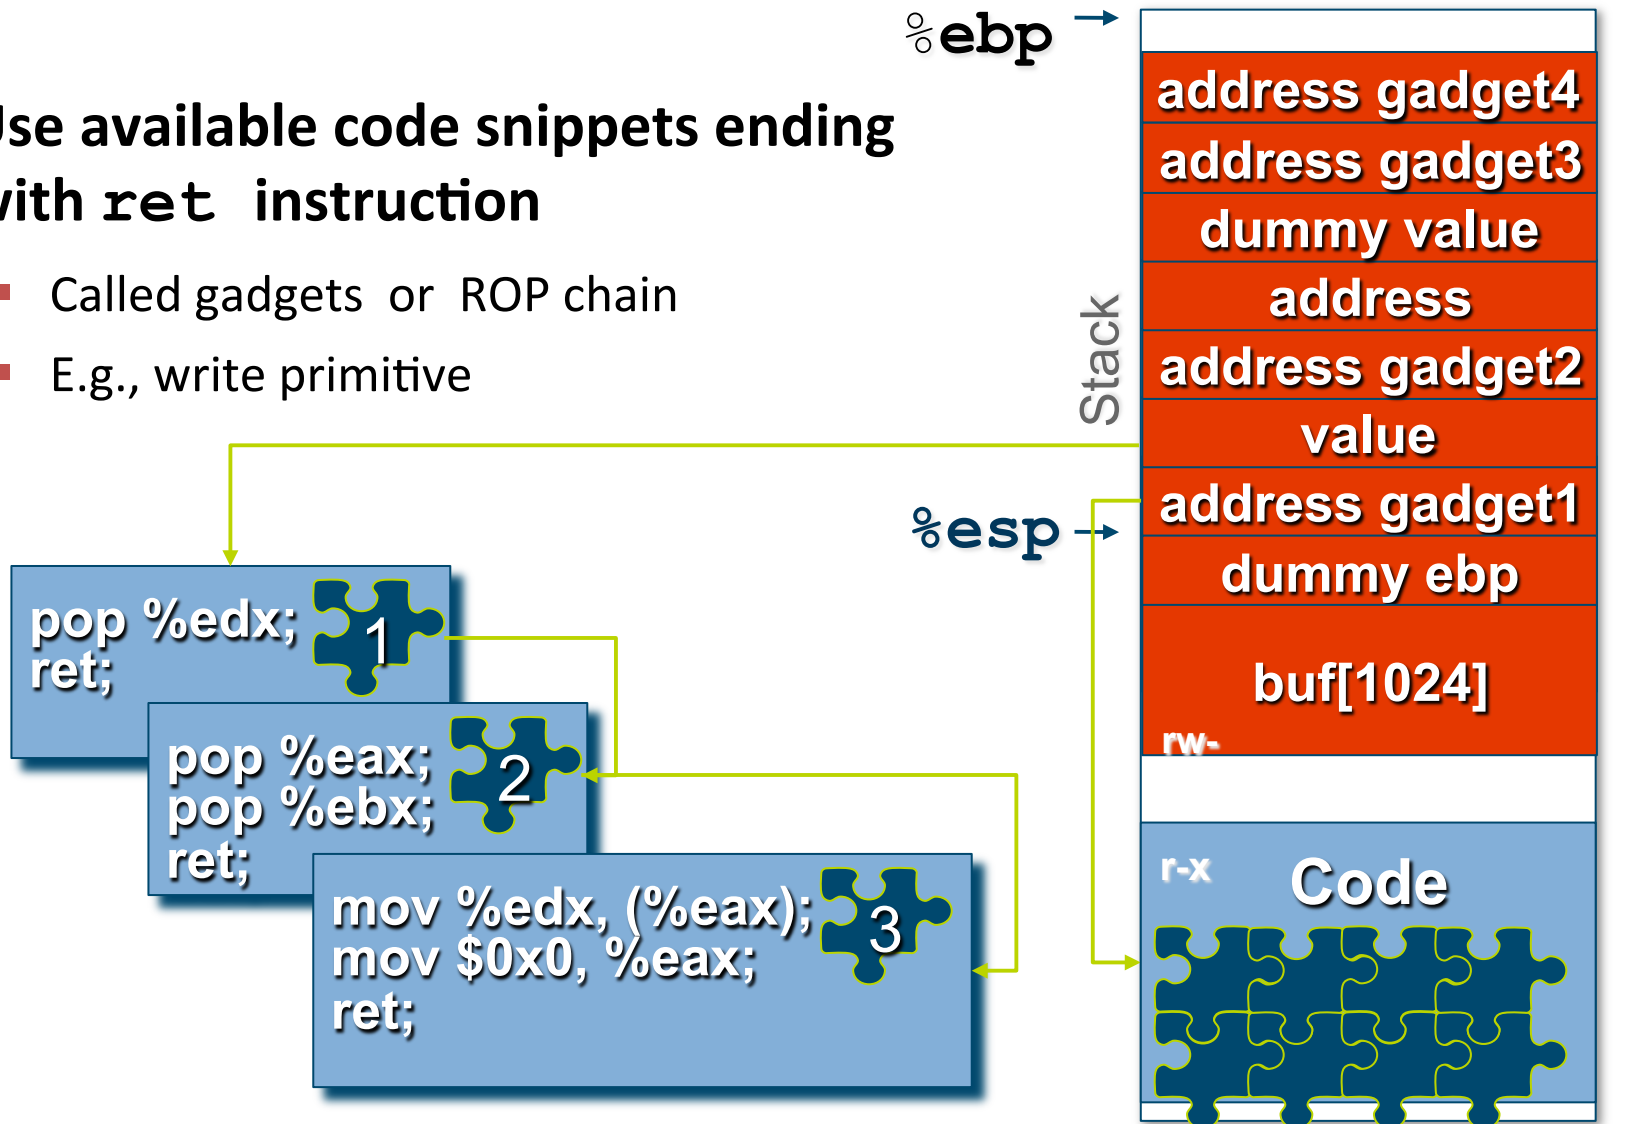 %ebp
se available code snippets ending
ith ret instruction
Called gadgets or ROP chain
E.g., write primitive
Stack
address gadget4
address gadget3
dummy value
address
address gadget2
value
address gadget1
%esp
dummy ebp
buf[1024]
rw-
pop %edx;
ret;
1
pop %eax;
pop %ebx;
ret;
2
mov %edx, (%eax);
mov $0x0, %eax;
ret;
3
r-x
Code